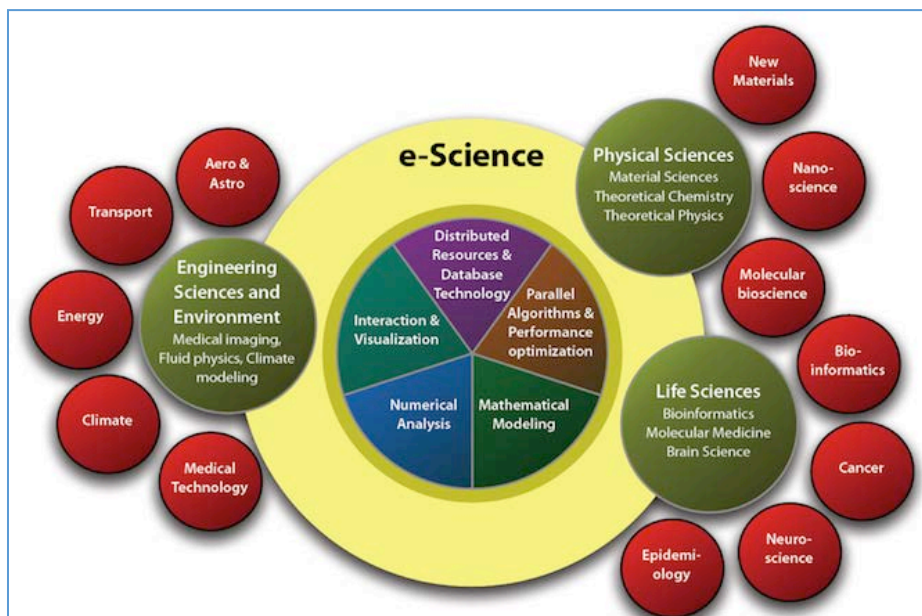 e-Science
Distributed
Resources &
Database
Technology
Parallel
Algorithms &
Performance
optimization
Mathematical
Modeling
Numerical
Analysis
Interaction &
Visualization
Engineering
Sciences and
Environment
Medical imaging,
Fluid physics, Climate
modeling
Aero &
Astro
Transport
Energy
Climate
Medical
Technology
Physical Sciences
Material Sciences
Theoretical Chemistry
Theoretical Physics
New
Materials
Nano-
science
Molecular
bioscience
Life Sciences
Bioinformatics
Molecular Medicine
Brain Science
Bio-
informatics
Cancer
Neuro-
science
Epidemi-
ology